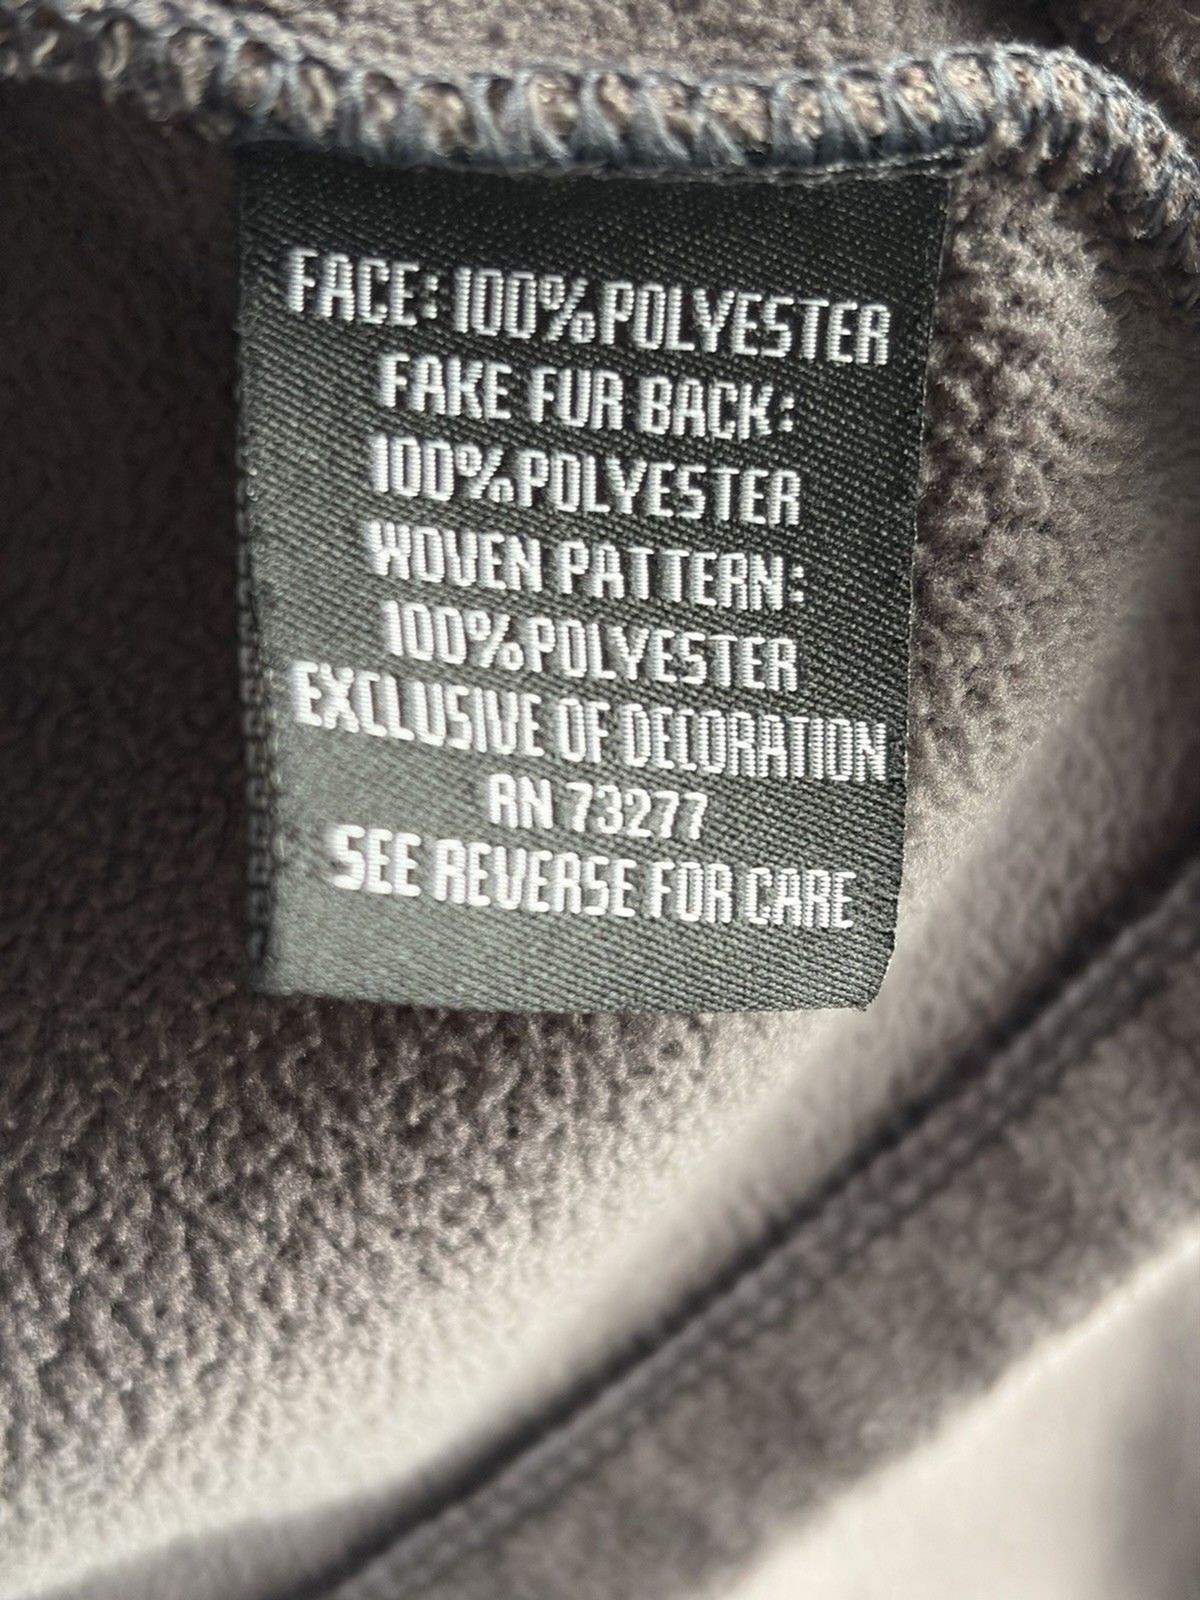 FACE: 100% POLYESTER
FAKE FUR BACK:
100% POLYESTER
WOVEN PATTERN:
100% POLYESTER
EXCLUSIVE OF DECORATION
RN 73277
SEE REVERSE FOR CARE